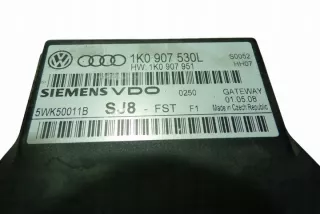 1K0 907 530L
S0052
HW: 1K0 907 951
HH07
SIEMENS VDO 0250 GATEWAY
01.05.08
5WK50011B SJ8 - FST F1 Made in Czech Republic